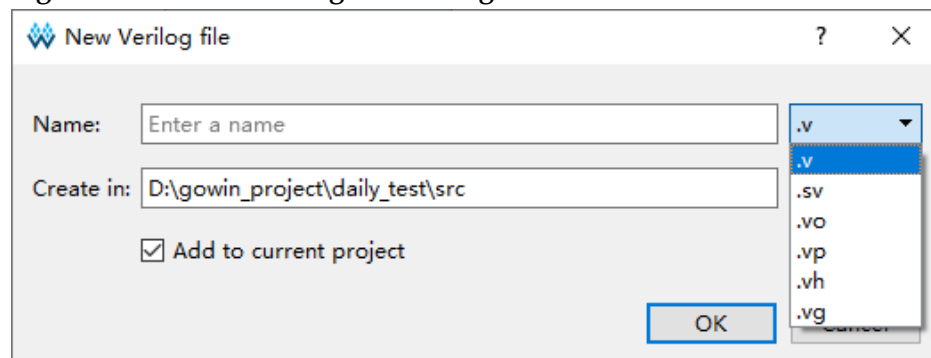 New Verilog file ? ×
Name: Enter a name .v
.v
Create in: D:\gowin_project\daily_test\src
.sv
.vo
Add to current project
.vp
.vh
OK
.vg